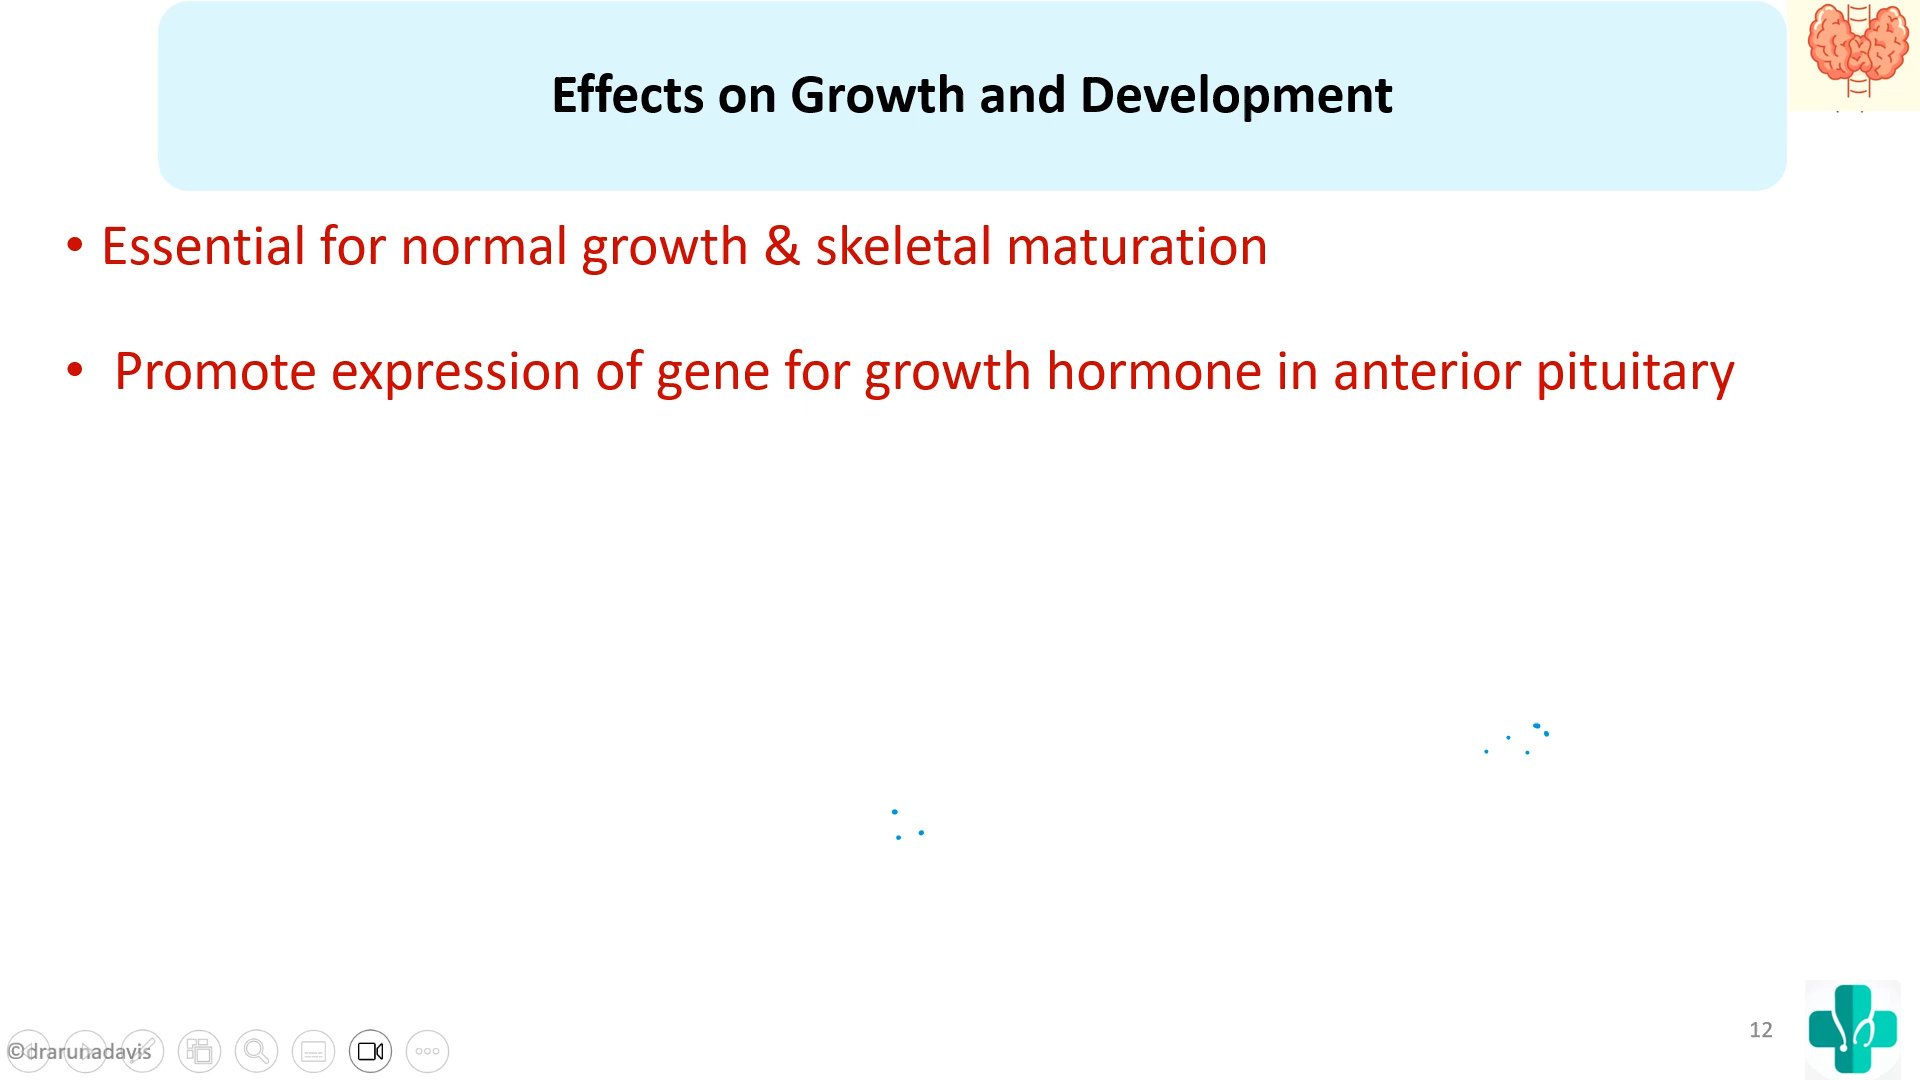 Effects on Growth and Development
• Essential for normal growth & skeletal maturation
• Promote expression of gene for growth hormone in anterior pituitary
12
©drarunadavis